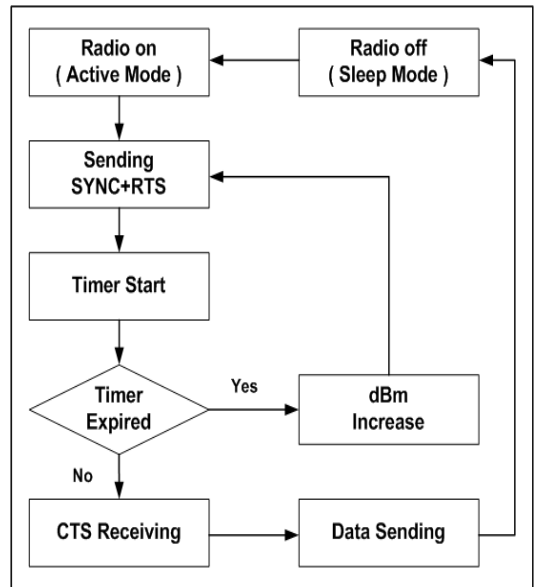 Radio on
( Active Mode )
Radio off
( Sleep Mode )
Sending
SYNC+RTS
Timer Start
Timer
Expired
Yes
dBm
Increase
No
CTS Receiving
Data Sending